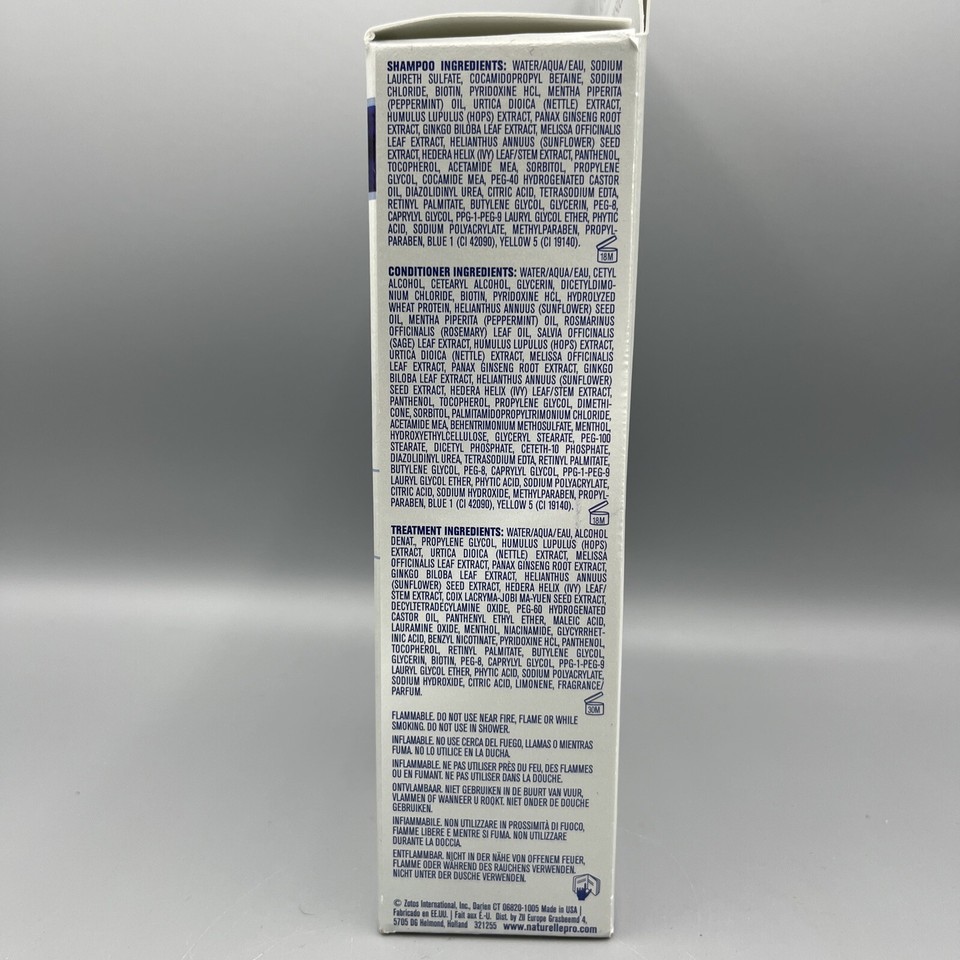 SHAMPOO INGREDIENTS: WATER/AQUA/EAU, SODIUM
LAURETH SULFATE, COCAMIDOPROPYL BETAINE, SODIUM
CHLORIDE, BIOTIN, PYRIDOXINE HCL, MENTHA PIPERITA
(PEPPERMINT) OIL, URTICA DIOICA (NETTLE) EXTRACT,
HUMULUS LUPULUS (HOPS) EXTRACT, PANAX GINSENG ROOT
EXTRACT, GINKGO BILOBA LEAF EXTRACT, MELISSA OFFICINALIS
LEAF EXTRACT, HELIANTHUS ANNUUS (SUNFLOWER) SEED
EXTRACT, HEDERA HELIX (IVY) LEAF/STEM EXTRACT, PANTHENOL,
TOCOPHEROL, ACETAMIDE MEA, SORBITOL, PROPYLENE
GLYCOL, COCAMIDE MEA, PEG-40 HYDROGENATED CASTOR
OIL, DIAZOLIDINYL UREA, CITRIC ACID, TETRASODIUM EDTA,
RETINYL PALMITATE, BUTYLENE GLYCOL, GLYCERIN, PEG-8,
CAPRYLYL GLYCOL, PPG-1-PEG-9 LAURYL GLYCOL ETHER, PHYTIC
ACID, SODIUM POLYACRYLATE, METHYLPARABEN, PROPYL-
PARABEN, BLUE 1 (CI 42090), YELLOW 5 (CI 19140).
18M
CONDITIONER INGREDIENTS: WATER/AQUA/EAU, CETYL
ALCOHOL, CETEARYL ALCOHOL, GLYCERIN, DICETYLDIMO-
NIUM CHLORIDE, BIOTIN, PYRIDOXINE HCL, HYDROLYZED
WHEAT PROTEIN, HELIANTHUS ANNUUS (SUNFLOWER) SEED
OIL, MENTHA PIPERITA (PEPPERMINT) OIL, ROSMARINUS
OFFICINALIS (ROSEMARY) LEAF OIL, SALVIA OFFICINALIS
(SAGE) LEAF EXTRACT, HUMULUS LUPULUS (HOPS) EXTRACT,
URTICA DIOICA (NETTLE) EXTRACT, MELISSA OFFICINALIS
LEAF EXTRACT, PANAX GINSENG ROOT EXTRACT, GINKGO
BILOBA LEAF EXTRACT, HELIANTHUS ANNUUS (SUNFLOWER)
SEED EXTRACT, HEDERA HELIX (IVY) LEAF/STEM EXTRACT,
PANTHENOL, TOCOPHEROL, PROPYLENE GLYCOL, DIMETHI-
CONE, SORBITOL, PALMITAMIDOPROPYLTRIMONIUM CHLORIDE,
ACETAMIDE MEA, BEHENTRIMONIUM METHOSULFATE, MENTHOL,
HYDROXYETHYLCELLULOSE, GLYCERYL STEARATE, PEG-100
STEARATE, DICETYL PHOSPHATE, CETETH-10 PHOSPHATE,
DIAZOLIDINYL UREA, TETRASODIUM EDTA, RETINYL PALMITATE,
BUTYLENE GLYCOL, PEG-8, CAPRYLYL GLYCOL, PPG-1-PEG-9
LAURYL GLYCOL ETHER, PHYTIC ACID, SODIUM POLYACRYLATE,
CITRIC ACID, SODIUM HYDROXIDE, METHYLPARABEN, PROPYL-
PARABEN, BLUE 1 (CI 42090), YELLOW 5 (CI 19140).
18M
TREATMENT INGREDIENTS: WATER/AQUA/EAU, ALCOHOL
DENAT., PROPYLENE GLYCOL, HUMULUS LUPULUS (HOPS)
EXTRACT, URTICA DIOICA (NETTLE) EXTRACT, MELISSA
OFFICINALIS LEAF EXTRACT, PANAX GINSENG ROOT EXTRACT,
GINKGO BILOBA LEAF EXTRACT, HELIANTHUS ANNUUS
(SUNFLOWER) SEED EXTRACT, HEDERA HELIX (IVY) LEAF/
STEM EXTRACT, COIX LACRYMA-JOBI MA-YUEN SEED EXTRACT,
DECYLTETRADECYLAMINE OXIDE, PEG-60 HYDROGENATED
CASTOR OIL, PANTHENYL ETHYL ETHER, MALEIC ACID,
LAURAMINE OXIDE, MENTHOL, NIACINAMIDE, GLYCYRRHET-
INIC ACID, BENZYL NICOTINATE, PYRIDOXINE HCL, PANTHENOL,
TOCOPHEROL, RETINYL PALMITATE, BUTYLENE GLYCOL,
GLYCERIN, BIOTIN, PEG-8, CAPRYLYL GLYCOL, PPG-1-PEG-9
LAURYL GLYCOL ETHER, PHYTIC ACID, SODIUM POLYACRYLATE,
SODIUM HYDROXIDE, CITRIC ACID, LIMONENE, FRAGRANCE/
PARFUM.
30M
FLAMMABLE. DO NOT USE NEAR FIRE, FLAME OR WHILE
SMOKING. DO NOT USE IN SHOWER.
INFLAMABLE. NO USE CERCA DEL FUEGO, LLAMAS O MIENTRAS
FUMA. NO LO UTILICE EN LA DUCHA.
INFLAMMABLE. NE PAS UTILISER PRÈS DU FEU, DES FLAMMES
OU EN FUMANT. NE PAS UTILISER DANS LA DOUCHE.
ONTVLAMBAAR. NIET GEBRUIKEN IN DE BUURT VAN VUUR,
VLAMMEN OF WANNEER U ROOKT. NIET ONDER DE DOUCHE
GEBRUIKEN.
INFIAMMABILE. NON UTILIZZARE IN PROSSIMITÀ DI FUOCO,
FIAMME LIBERE E MENTRE SI FUMA. NON UTILIZZARE
DURANTE LA DOCCIA.
ENTFLAMMBAR. NICHT IN DER NÄHE VON OFFENEM FEUER,
FLAMME ODER WÄHREND DES RAUCHENS VERWENDEN.
NICHT UNTER DER DUSCHE VERWENDEN.
© Zotos International, Inc., Darien CT 06820-1005 Made in USA |
Fabricado en EE.UU. | Fait aux É.-U. Dist. by ZII Europe Grasbeemd 4,
5705 DG Helmond, Holland 321255 www.naturellepro.com